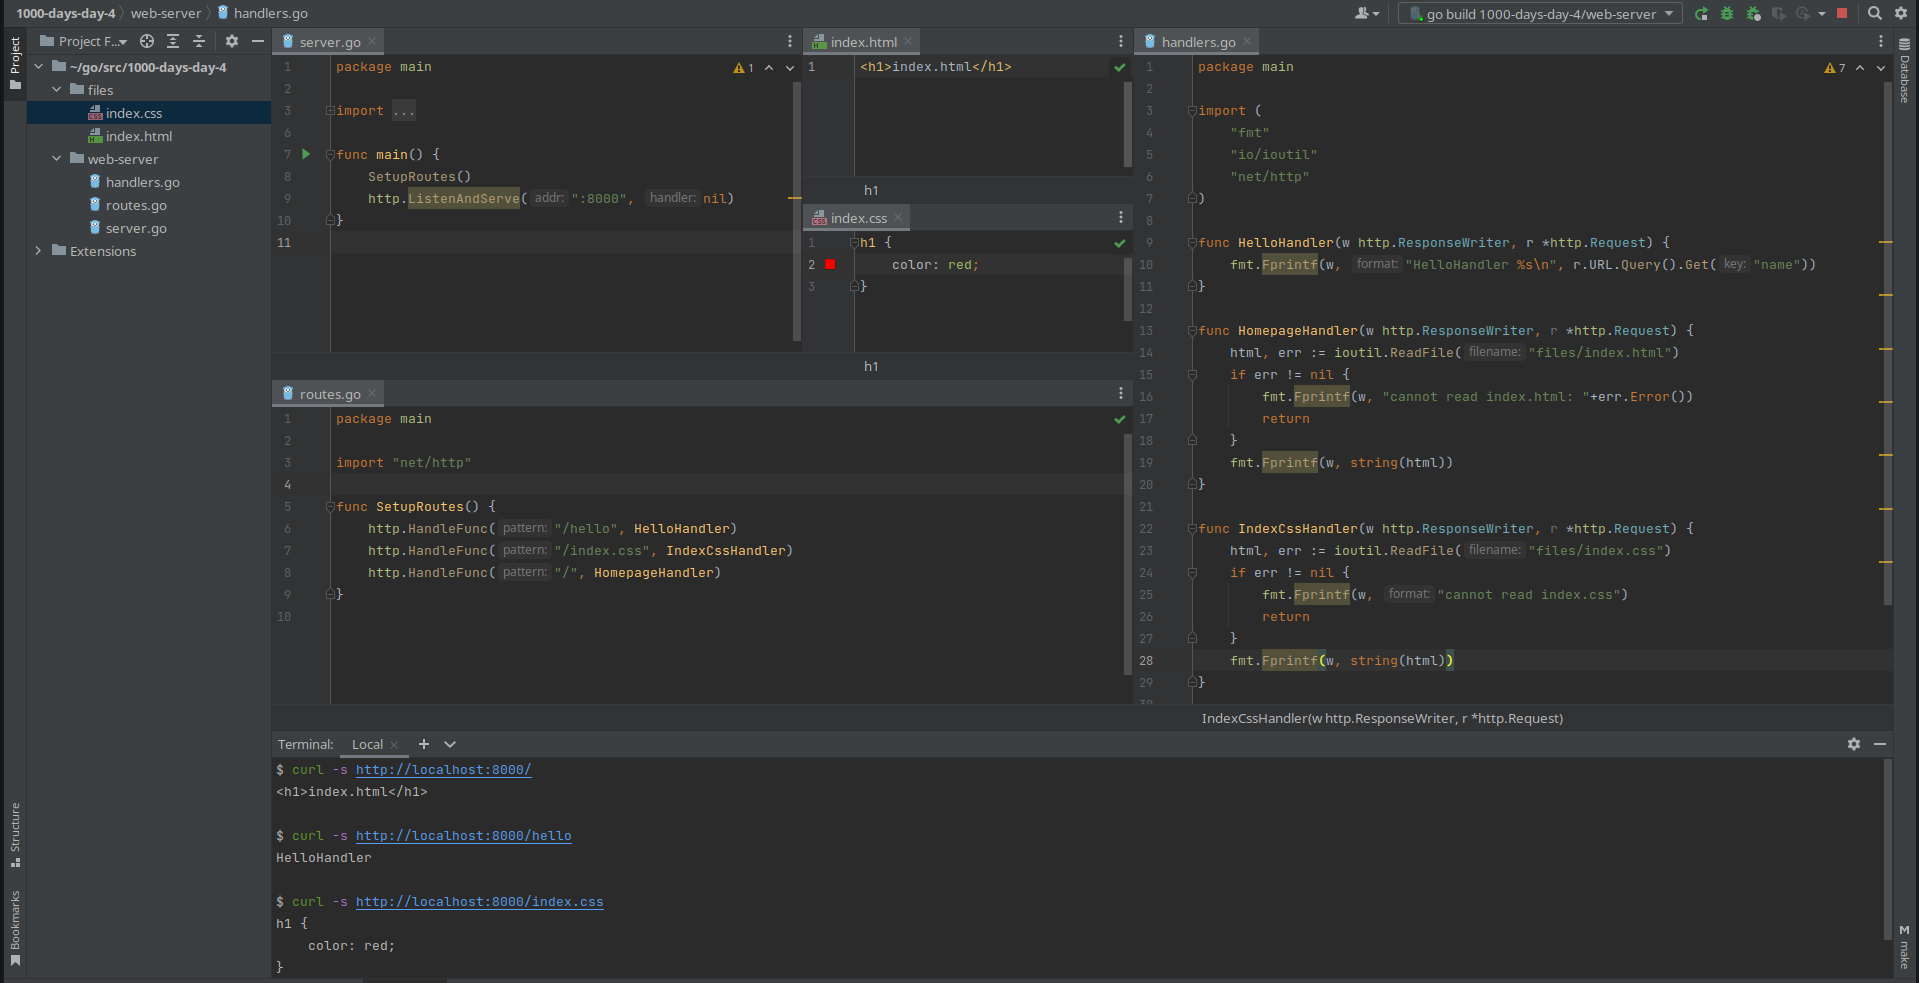 1000-days-day-4 web-server handlers.go
go build 1000-days-day-4/web-server
Project
Project F...
~/go/src/1000-days-day-4
files
index.css
index.html
web-server
handlers.go
routes.go
server.go
Extensions
Structure
Bookmarks
server.go
1
1 package main
2
3 import ...
6
7 func main() {
8 SetupRoutes()
9 http.ListenAndServe( addr: ":8000", handler: nil)
10 }
11
index.html
1 <h1>index.html</h1>
h1
index.css
1 h1 {
2 color: red;
3 }
h1
routes.go
1 package main
2
3 import "net/http"
4
5 func SetupRoutes() {
6 http.HandleFunc( pattern: "/hello", HelloHandler)
7 http.HandleFunc( pattern: "/index.css", IndexCssHandler)
8 http.HandleFunc( pattern: "/", HomepageHandler)
9 }
10
handlers.go
7
1 package main
2
3 import (
4 "fmt"
5 "io/ioutil"
6 "net/http"
7 )
8
9 func HelloHandler(w http.ResponseWriter, r *http.Request) {
10 fmt.Fprintf(w, format: "HelloHandler %s\n", r.URL.Query().Get( key: "name"))
11 }
12
13 func HomepageHandler(w http.ResponseWriter, r *http.Request) {
14 html, err := ioutil.ReadFile( filename: "files/index.html")
15 if err != nil {
16 fmt.Fprintf(w, "cannot read index.html: "+err.Error())
17 return
18 }
19 fmt.Fprintf(w, string(html))
20 }
21
22 func IndexCssHandler(w http.ResponseWriter, r *http.Request) {
23 html, err := ioutil.ReadFile( filename: "files/index.css")
24 if err != nil {
25 fmt.Fprintf(w, format: "cannot read index.css")
26 return
27 }
28 fmt.Fprintf(w, string(html))
29 }
30
IndexCssHandler(w http.ResponseWriter, r *http.Request)
Database
make
Terminal: Local
$ curl -s http://localhost:8000/
<h1>index.html</h1>
$ curl -s http://localhost:8000/hello
HelloHandler
$ curl -s http://localhost:8000/index.css
h1 {
color: red;
}